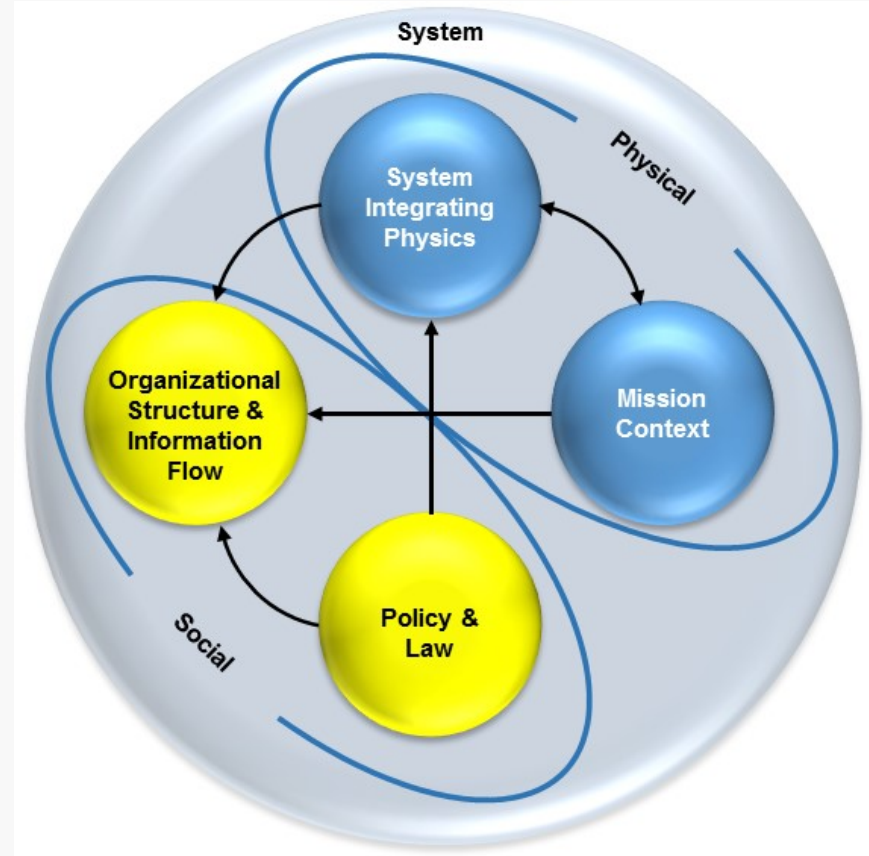 System
Physical
System
Integrating
Physics
Organizational
Structure &
Information
Flow
Mission
Context
Policy &
Law
Social